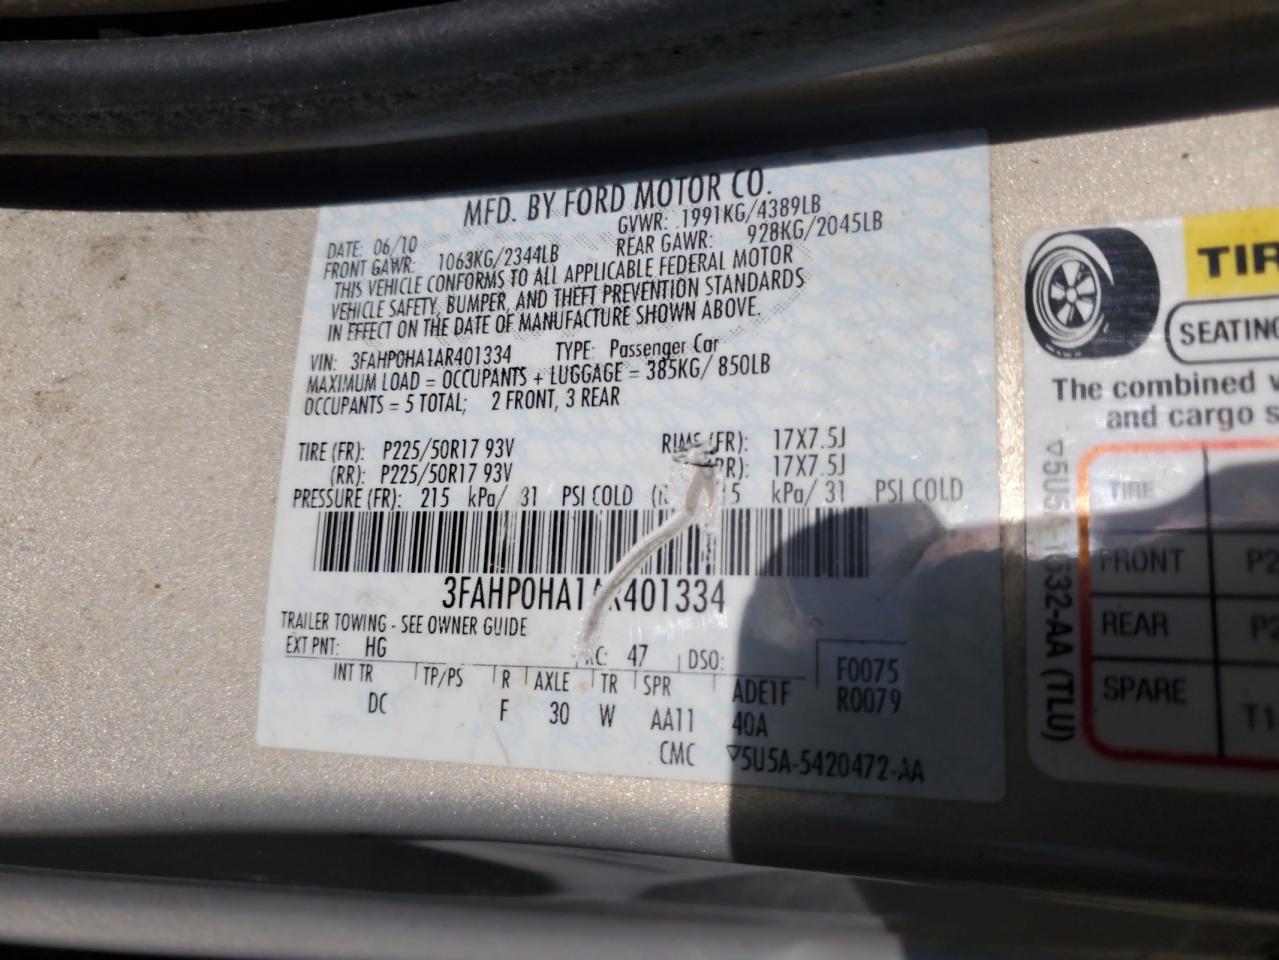 MFD. BY FORD MOTOR CO.
DATE: 06/10 GVWR: 1991KG/4389LB
FRONT GAWR: 1063KG/2344LB REAR GAWR: 928KG/2045LB
THIS VEHICLE CONFORMS TO ALL APPLICABLE FEDERAL MOTOR
VEHICLE SAFETY, BUMPER, AND THEFT PREVENTION STANDARDS
IN EFFECT ON THE DATE OF MANUFACTURE SHOWN ABOVE.
VIN: 3FAHP0HA1AR401334 TYPE: Passenger Car
MAXIMUM LOAD = OCCUPANTS + LUGGAGE = 385KG/ 850LB
OCCUPANTS = 5 TOTAL; 2 FRONT, 3 REAR
TIRE (FR): P225/50R17 93V RIMS (FR): 17X7.5J
(RR): P225/50R17 93V 17X7.5J
PRESSURE (FR): 215 kPa/ 31 PSI COLD kPa/ 31 PSI COLD
3FAHP0HA1AR401334
TRAILER TOWING - SEE OWNER GUIDE
EXT PNT: HG RC: 47 DSO:
F0075
R0079
INT TR TP/PS R AXLE TR SPR ADE1F
DC F 30 W AA11 40A
CMC ▽5U5A-5420472-AA
TIR
SEATING
The combined
and cargo
TIRE
FRONT
REAR
SPARE
(TLU)